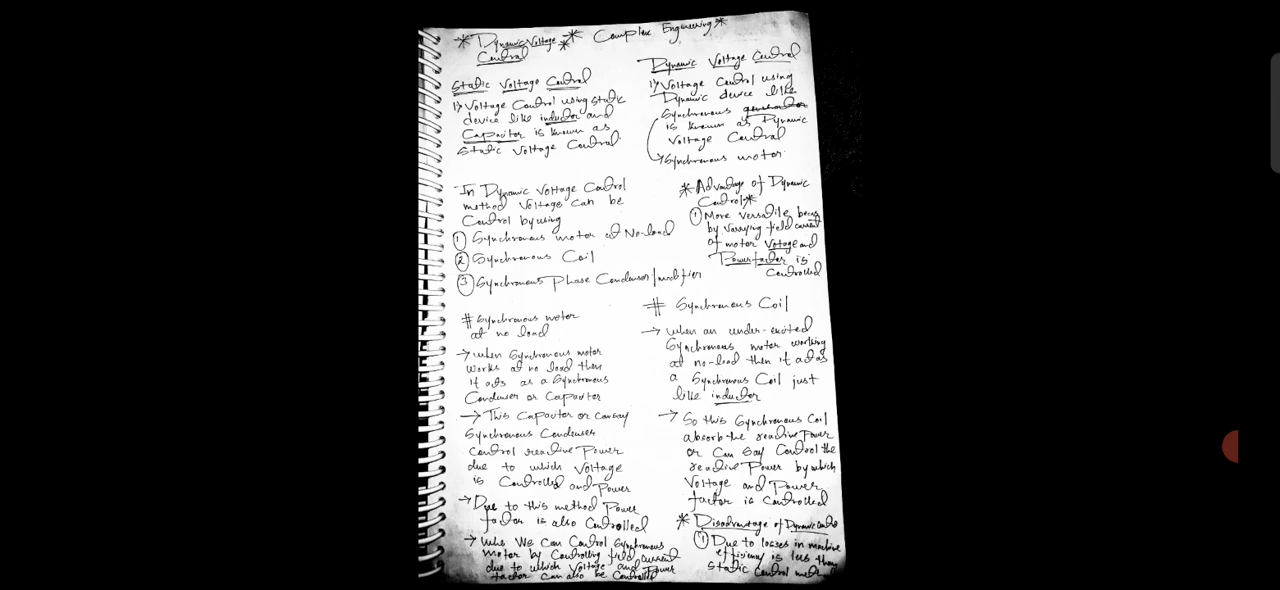 * Dynamic Voltage * * Complex Engineering *
Control
Static Voltage Control
1) Voltage Control using static
device like inductor and
Capacitor is known as
Static Voltage Control
Dynamic Voltage Control
1) Voltage Control using
Dynamic device like
Synchronous generator
is known as Dynamic
Voltage Control
→ Synchronous motor
In Dynamic Voltage Control
method Voltage can be
Control by using
① Synchronous motor at No-load
② Synchronous Coil
③ Synchronous Phase Condenser/modifier
* Advantage of Dynamic
Control *
① More versatile
by varrying field current
of motor Votage and
Powerfactor is
Controlled
# Synchronous motor
at no load
→ when Synchronous motor
works at no load then
it acts as a Synchronous
Condenser or Capacitor
→ This Capacitor or can say
Synchronous Condenser
Control reactive Power
due to which Voltage
is Controlled and Power
→ Due to this method Power
factor is also Controlled
→ who We can Control Synchronous
motor by Controlling field current
due to which Voltage and Power
factor can also be Controlled
# Synchronous Coil
→ when an under-excited
Synchronous motor working
at no-load then it act as
a Synchronous Coil just
like inductor
→ So this Synchronous Coil
absorb the reactive Power
or Can Say Control the
reactive Power by which
Voltage and Power
factor is Controlled
* Disadvantage of Dynamic
① Due to losses in machine
efficiency is less than
static control method